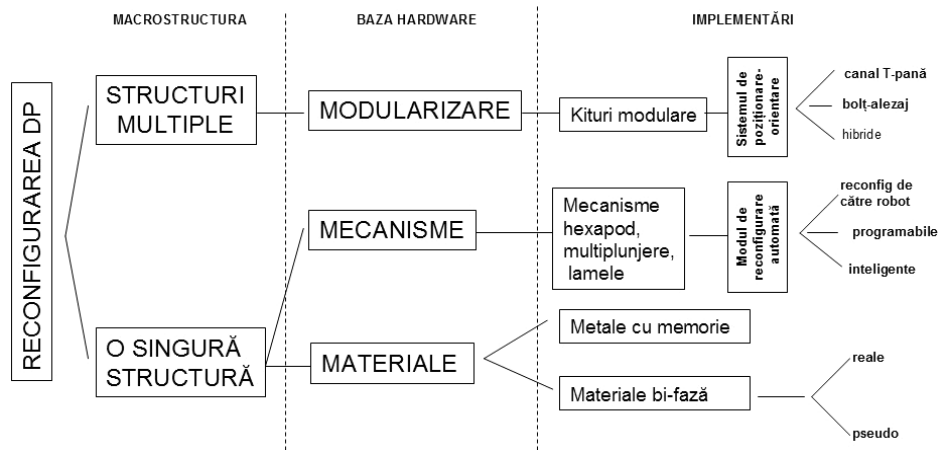 MACROSTRUCTURA
BAZA HARDWARE
IMPLEMENTĂRI
RECONFIGURAREA DP
STRUCTURI
MULTIPLE
MODULARIZARE
Kituri modulare
Sistemul de
poziționare-
orientare
canal T-pană
bolț-alezaj
hibride
MECANISME
Mecanisme
hexapod,
multiplunjere,
lamele
Modul de
reconfigurare
automată
reconfig de
către robot
programabile
inteligente
O SINGURĂ
STRUCTURĂ
MATERIALE
Metale cu memorie
Materiale bi-fază
reale
pseudo